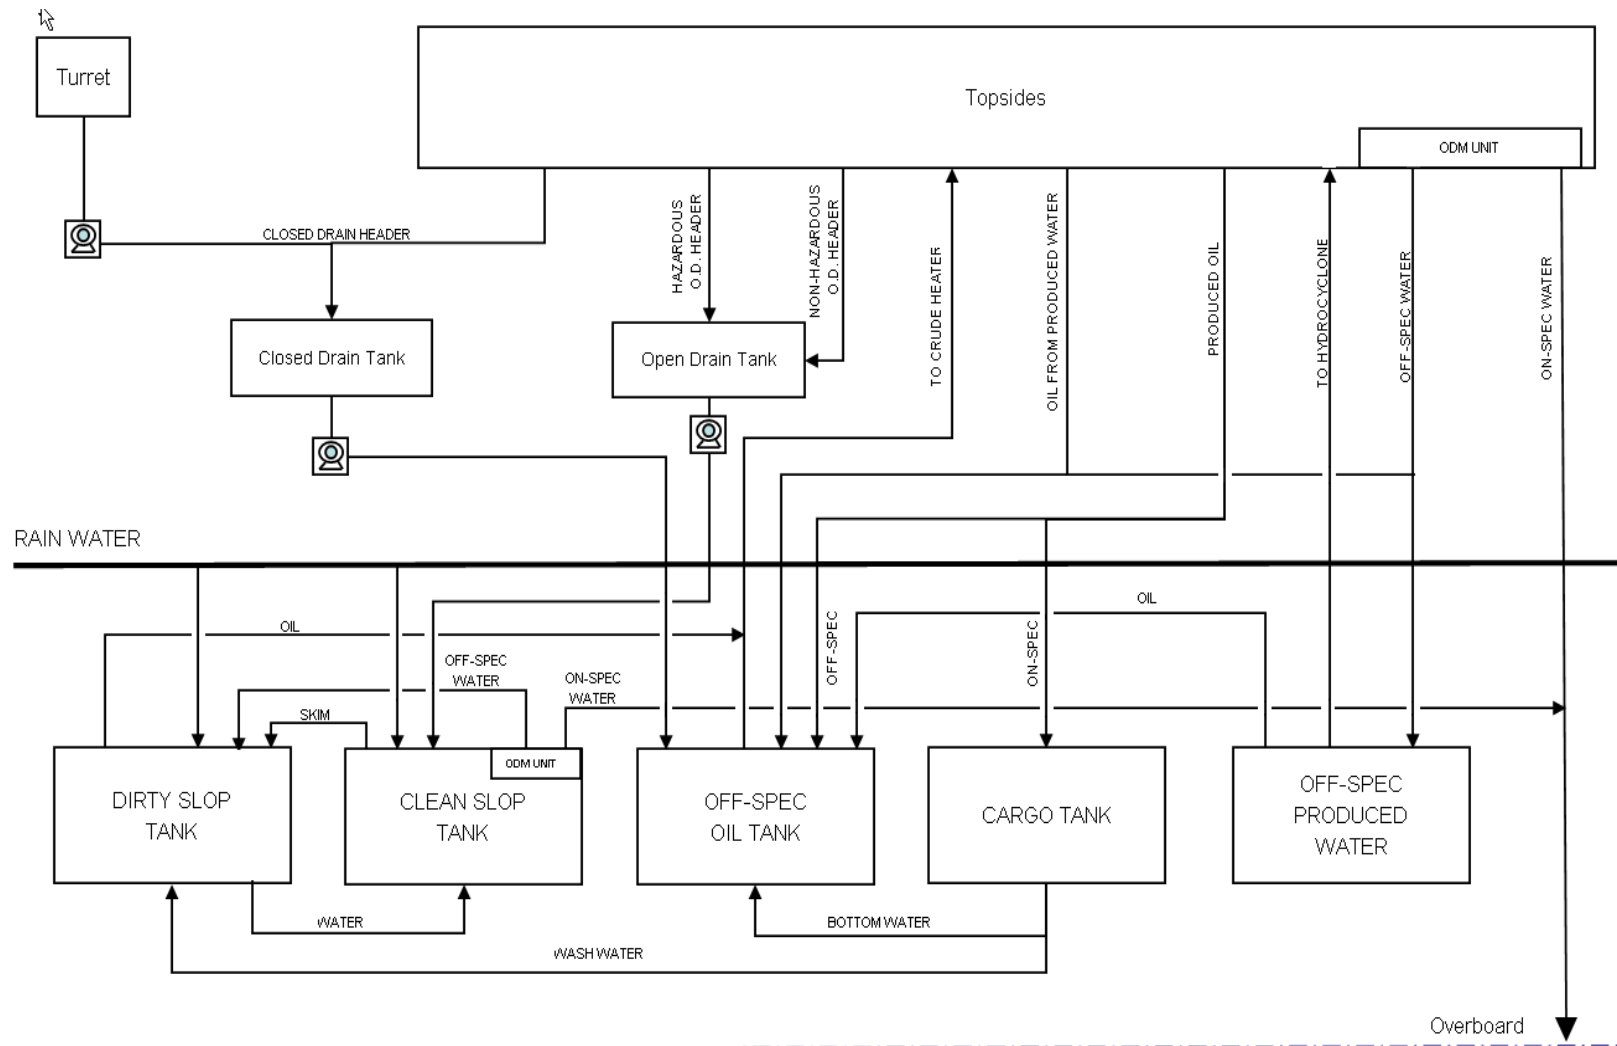 Turret
Topsides
ODM UNIT
CLOSED DRAIN HEADER
HAZARDOUS
O.D. HEADER
NON-HAZARDOUS
O.D. HEADER
TO CRUDE HEATER
OIL FROM PRODUCED WATER
PRODUCED OIL
TO HYDROCYCLONE
OFF-SPEC WATER
ON-SPEC WATER
Closed Drain Tank
Open Drain Tank
RAIN WATER
OIL
OFF-SPEC
WATER
ON-SPEC
WATER
SKIM
OFF-SPEC
ON-SPEC
OIL
DIRTY SLOP
TANK
ODM UNIT
CLEAN SLOP
TANK
OFF-SPEC
OIL TANK
CARGO TANK
OFF-SPEC
PRODUCED
WATER
WATER
BOTTOM WATER
WASH WATER
Overboard